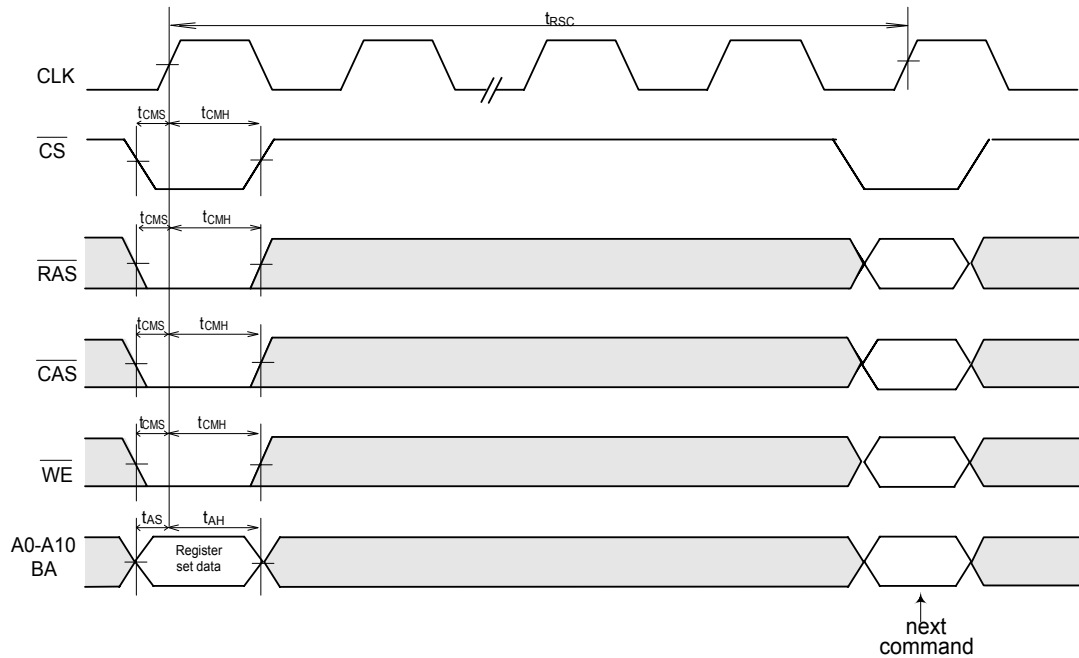 tRSC
CLK
tCMS tCMH
CS
tCMS tCMH
RAS
tCMS tCMH
CAS
tCMS tCMH
WE
tAS tAH
A0-A10
BA
Register
set data
next
command